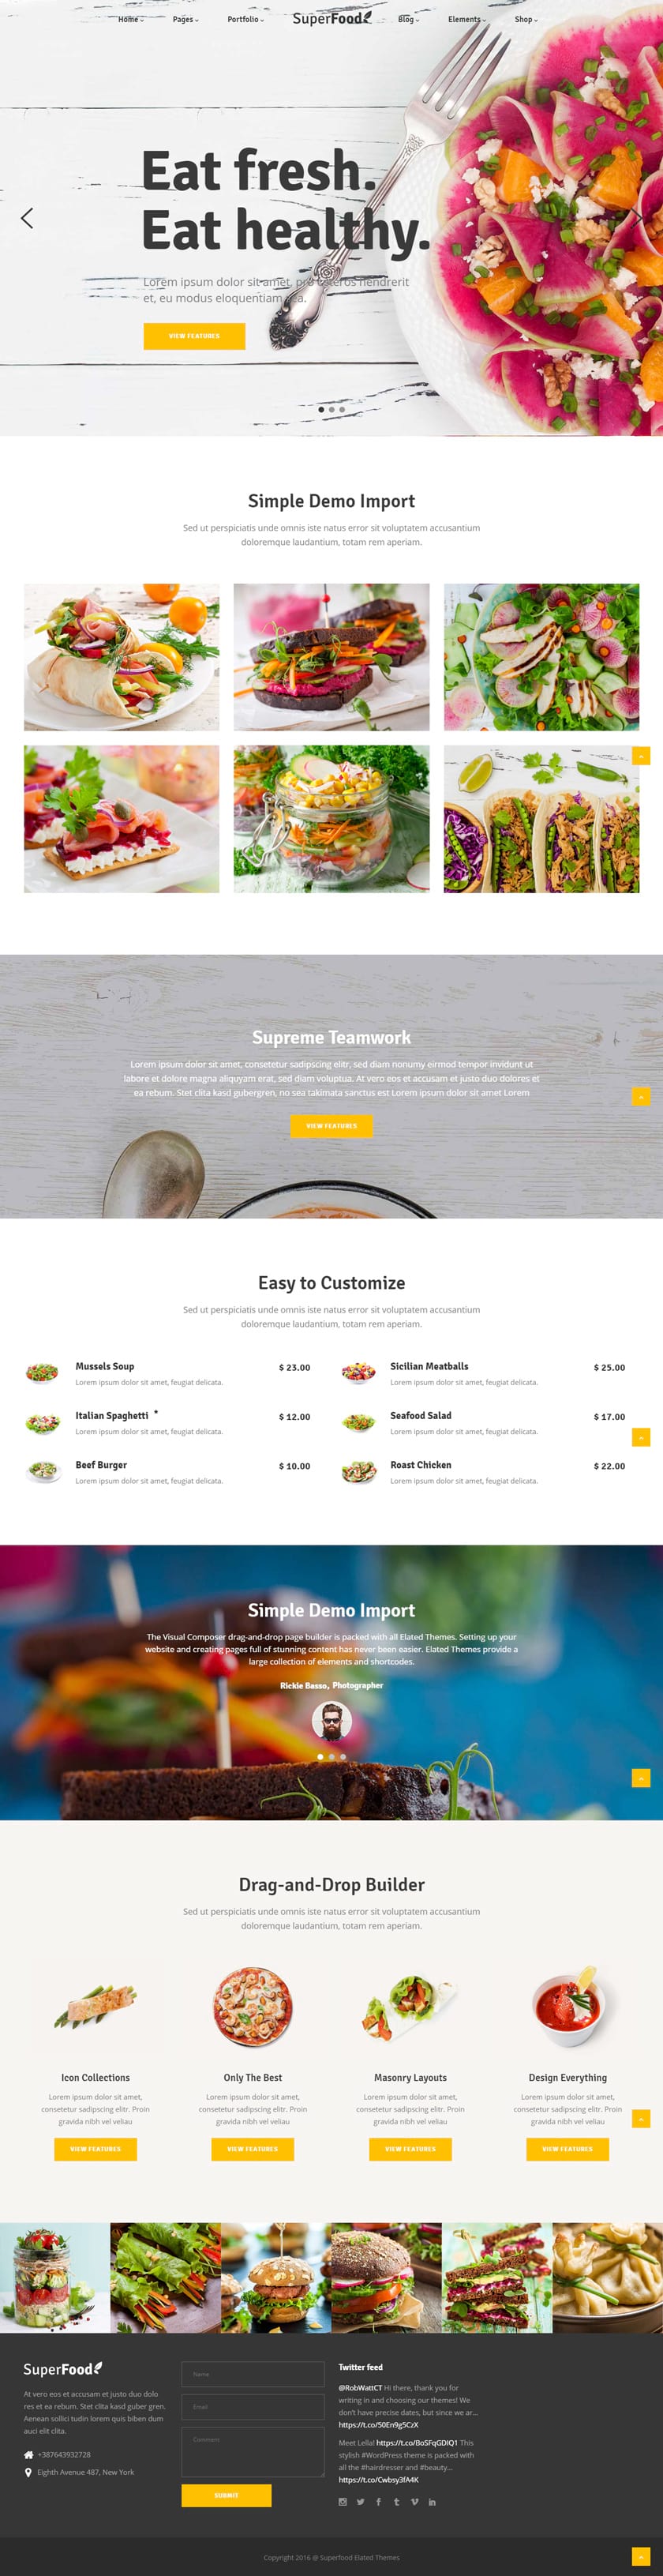 Home Pages Portfolio SuperFood Blog Elements Shop
Eat fresh.
Eat healthy.
Lorem ipsum dolor sit amet, pro ceteros hendrerit
et, eu modus eloquentiam mea.
VIEW FEATURES
Simple Demo Import
Sed ut perspiciatis unde omnis iste natus error sit voluptatem accusantium
doloremque laudantium, totam rem aperiam.
Supreme Teamwork
Lorem ipsum dolor sit amet, consetetur sadipscing elitr, sed diam nonumy eirmod tempor invidunt ut
labore et dolore magna aliquyam erat, sed diam voluptua. At vero eos et accusam et justo duo dolores et
ea rebum. Stet clita kasd gubergren, no sea takimata sanctus est Lorem ipsum dolor sit amet Lorem
VIEW FEATURES
Easy to Customize
Sed ut perspiciatis unde omnis iste natus error sit voluptatem accusantium
doloremque laudantium, totam rem aperiam.
Mussels Soup $ 23.00
Lorem ipsum dolor sit amet, feugiat delicata.
Sicilian Meatballs $ 25.00
Lorem ipsum dolor sit amet, feugiat delicata.
Italian Spaghetti * $ 12.00
Lorem ipsum dolor sit amet, feugiat delicata.
Seafood Salad $ 17.00
Lorem ipsum dolor sit amet, feugiat delicata.
Beef Burger $ 10.00
Lorem ipsum dolor sit amet, feugiat delicata.
Roast Chicken $ 22.00
Lorem ipsum dolor sit amet, feugiat delicata.
Simple Demo Import
The Visual Composer drag-and-drop page builder is packed with all Elated Themes. Setting up your
website and creating pages full of stunning content has never been easier. Elated Themes provide a
large collection of elements and shortcodes.
Rickie Basso, Photographer
Drag-and-Drop Builder
Sed ut perspiciatis unde omnis iste natus error sit voluptatem accusantium
doloremque laudantium, totam rem aperiam.
Icon Collections
Lorem ipsum dolor sit amet,
consetetur sadipscing elitr. Proin
gravida nibh vel veliau
VIEW FEATURES
Only The Best
Lorem ipsum dolor sit amet,
consetetur sadipscing elitr. Proin
gravida nibh vel veliau
VIEW FEATURES
Masonry Layouts
Lorem ipsum dolor sit amet,
consetetur sadipscing elitr. Proin
gravida nibh vel veliau
VIEW FEATURES
Design Everything
Lorem ipsum dolor sit amet,
consetetur sadipscing elitr. Proin
gravida nibh vel veliau
VIEW FEATURES
SuperFood
At vero eos et accusam et justo duo dolo
res et ea rebum. Stet clita kasd guber gren.
Aenean sollici tudin lorem quis biben dum
auci elit clita.
+387643932728
Eighth Avenue 487, New York
Name
Email
Comment
SUBMIT
Twitter feed
@RobWattCT Hi there, thank you for
writing in and choosing our themes! We
don't have precise dates, but since we ar...
https://t.co/50En9g5CzX
Meet Lella! https://t.co/Bo5FqGDIQ1 This
stylish #WordPress theme is packed with
all the #hairdresser and #beauty...
https://t.co/Cwbsy3fA4K
Copyright 2016 @ Superfood Elated Themes